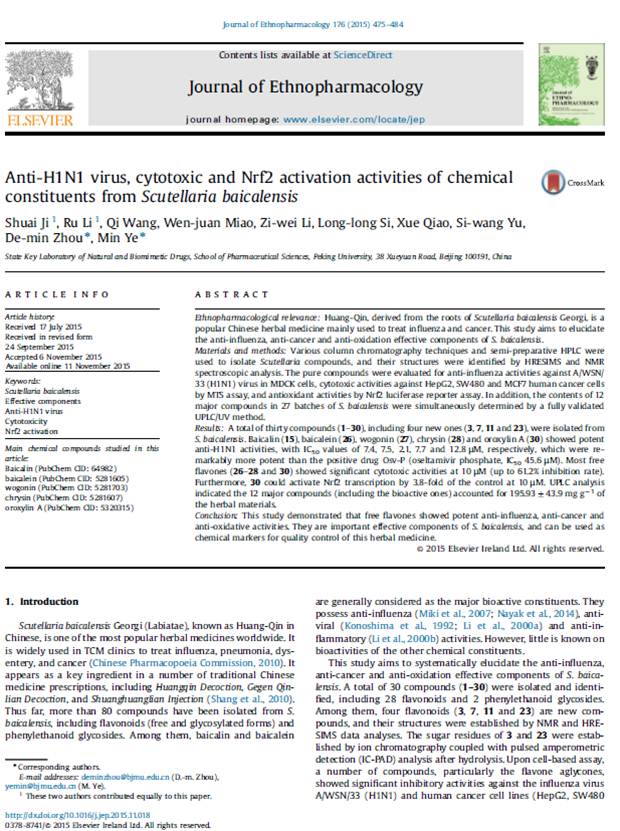 Journal of Ethnopharmacology 176 (2015) 475–484
Contents lists available at ScienceDirect
Journal of Ethnopharmacology
journal homepage: www.elsevier.com/locate/jep
ELSEVIER
JOURNAL OF ETHNO-PHARMACOLOGY
Anti-H1N1 virus, cytotoxic and Nrf2 activation activities of chemical
constituents from Scutellaria baicalensis
CrossMark
Shuai Ji 1, Ru Li 1, Qi Wang, Wen-juan Miao, Zi-wei Li, Long-long Si, Xue Qiao, Si-wang Yu,
De-min Zhou*, Min Ye*
State Key Laboratory of Natural and Biomimetic Drugs, School of Pharmaceutical Sciences, Peking University, 38 Xueyuan Road, Beijing 100191, China
ARTICLE INFO
Article history:
Received 17 July 2015
Received in revised form
24 September 2015
Accepted 6 November 2015
Available online 11 November 2015
Keywords:
Scutellaria baicalensis
Effective components
Anti-H1N1 virus
Cytotoxicity
Nrf2 activation
Main chemical compounds studied in this
article:
Baicalin (PubChem CID: 64982)
baicalein (PubChem CID: 5281605)
wogonin (PubChem CID: 5281703)
chrysin (PubChem CID: 5281607)
oroxylin A (PubChem CID: 5320315)
ABSTRACT
Ethnopharmacological relevance: Huang-Qin, derived from the roots of Scutellaria baicalensis Georgi, is a
popular Chinese herbal medicine mainly used to treat influenza and cancer. This study aims to elucidate
the anti-influenza, anti-cancer and anti-oxidation effective components of S. baicalensis.
Materials and methods: Various column chromatography techniques and semi-preparative HPLC were
used to isolate Scutellaria compounds, and their structures were identified by HRESIMS and NMR
spectroscopic analysis. The pure compounds were evaluated for anti-influenza activities against A/WSN/
33 (H1N1) virus in MDCK cells, cytotoxic activities against HepG2, SW480 and MCF7 human cancer cells
by MTS assay, and antioxidant activities by Nrf2 luciferase reporter assay. In addition, the contents of 12
major compounds in 27 batches of S. baicalensis were simultaneously determined by a fully validated
UPLC/UV method.
Results: A total of thirty compounds (1–30), including four new ones (3, 7, 11 and 23), were isolated from
S. baicalensis. Baicalin (15), baicalein (26), wogonin (27), chrysin (28) and oroxylin A (30) showed potent
anti-H1N1 activities, with IC50 values of 7.4, 7.5, 2.1, 7.7 and 12.8 μM, respectively, which were re-
markably more potent than the positive drug Osv-P (oseltamivir phosphate, IC50 45.6 μM). Most free
flavones (26–28 and 30) showed significant cytotoxic activities at 10 μM (up to 61.2% inhibition rate).
Furthermore, 30 could activate Nrf2 transcription by 3.8-fold of the control at 10 μM. UPLC analysis
indicated the 12 major compounds (including the bioactive ones) accounted for 195.93 ± 43.9 mg g−1 of
the herbal materials.
Conclusion: This study demonstrated that free flavones showed potent anti-influenza, anti-cancer and
anti-oxidative activities. They are important effective components of S. baicalensis, and can be used as
chemical markers for quality control of this herbal medicine.
© 2015 Elsevier Ireland Ltd. All rights reserved.
1. Introduction
Scutellaria baicalensis Georgi (Labiatae), known as Huang-Qin in
Chinese, is one of the most popular herbal medicines worldwide. It
is widely used in TCM clinics to treat influenza, pneumonia, dys-
entery, and cancer (Chinese Pharmacopoeia Commission, 2010). It
appears as a key ingredient in a number of traditional Chinese
medicine prescriptions, including Huangqin Decoction, Gegen Qin-
lian Decoction, and Shuanghuanglian Injection (Shang et al., 2010).
Thus far, more than 80 compounds have been isolated from S.
baicalensis, including flavonoids (free and glycosylated forms) and
phenylethanoid glycosides. Among them, baicalin and baicalein
* Corresponding authors.
E-mail addresses: deminzhou@bjmu.edu.cn (D.-m. Zhou),
yemin@bjmu.edu.cn (M. Ye).
1 These two authors contributed equally to this paper.
http://dx.doi.org/10.1016/j.jep.2015.11.018
0378-8741/© 2015 Elsevier Ireland Ltd. All rights reserved.
are generally considered as the major bioactive constituents. They
possess anti-influenza (Miki et al., 2007; Nayak et al., 2014), anti-
viral (Konoshima et al., 1992; Li et al., 2000a) and anti-in-
flammatory (Li et al., 2000b) activities. However, little is known on
bioactivities of the other chemical constituents.
This study aims to systematically elucidate the anti-influenza,
anti-cancer and anti-oxidation effective components of S. baica-
lensis. A total of 30 compounds (1–30) were isolated and identi-
fied, including 28 flavonoids and 2 phenylethanoid glycosides.
Among them, four flavonoids (3, 7, 11 and 23) are new com-
pounds, and their structures were established by NMR and HRE-
SIMS data analyses. The sugar residues of 3 and 23 were estab-
lished by ion chromatography coupled with pulsed amperometric
detection (IC-PAD) analysis after hydrolysis. Upon cell-based assay,
a number of compounds, particularly the flavone aglycones,
showed significant inhibitory activities against the influenza virus
A/WSN/33 (H1N1) and human cancer cell lines (HepG2, SW480